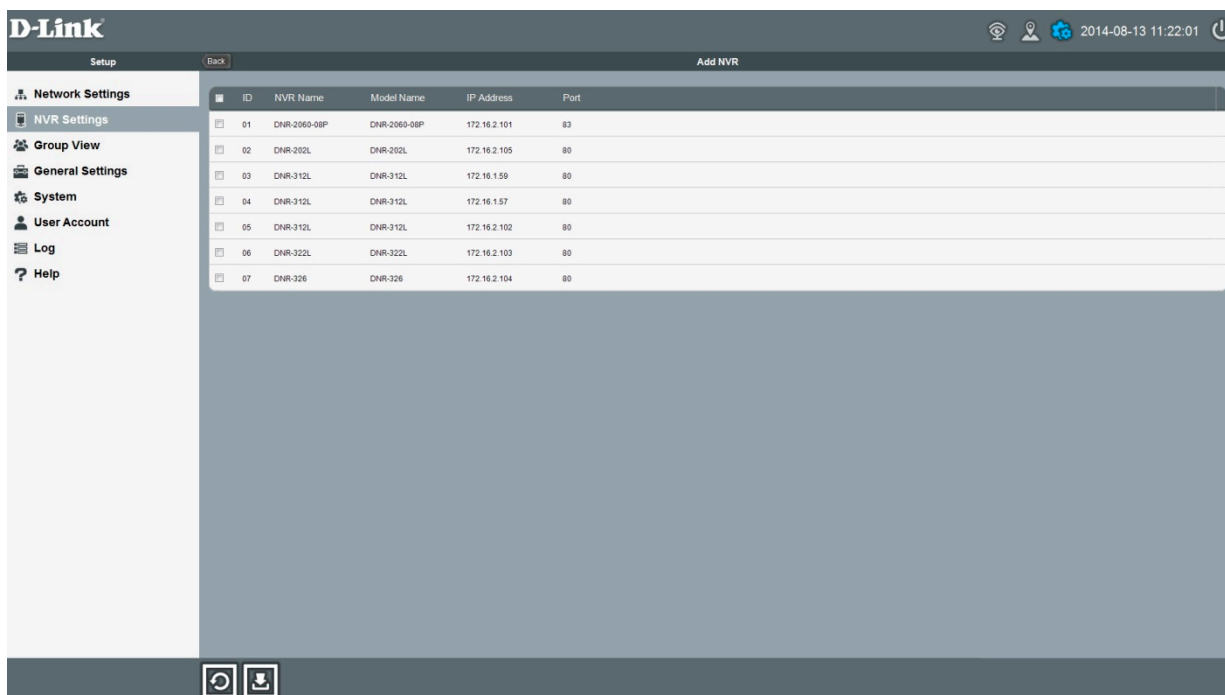 D-Link
2014-08-13 11:22:01
Setup
Back
Add NVR
Network Settings
NVR Settings
Group View
General Settings
System
User Account
Log
Help
ID NVR Name Model Name IP Address Port
01 DNR-2060-08P DNR-2060-08P 172.16.2.101 83
02 DNR-202L DNR-202L 172.16.2.105 80
03 DNR-312L DNR-312L 172.16.1.59 80
04 DNR-312L DNR-312L 172.16.1.57 80
05 DNR-312L DNR-312L 172.16.2.102 80
06 DNR-322L DNR-322L 172.16.2.103 80
07 DNR-326 DNR-326 172.16.2.104 80